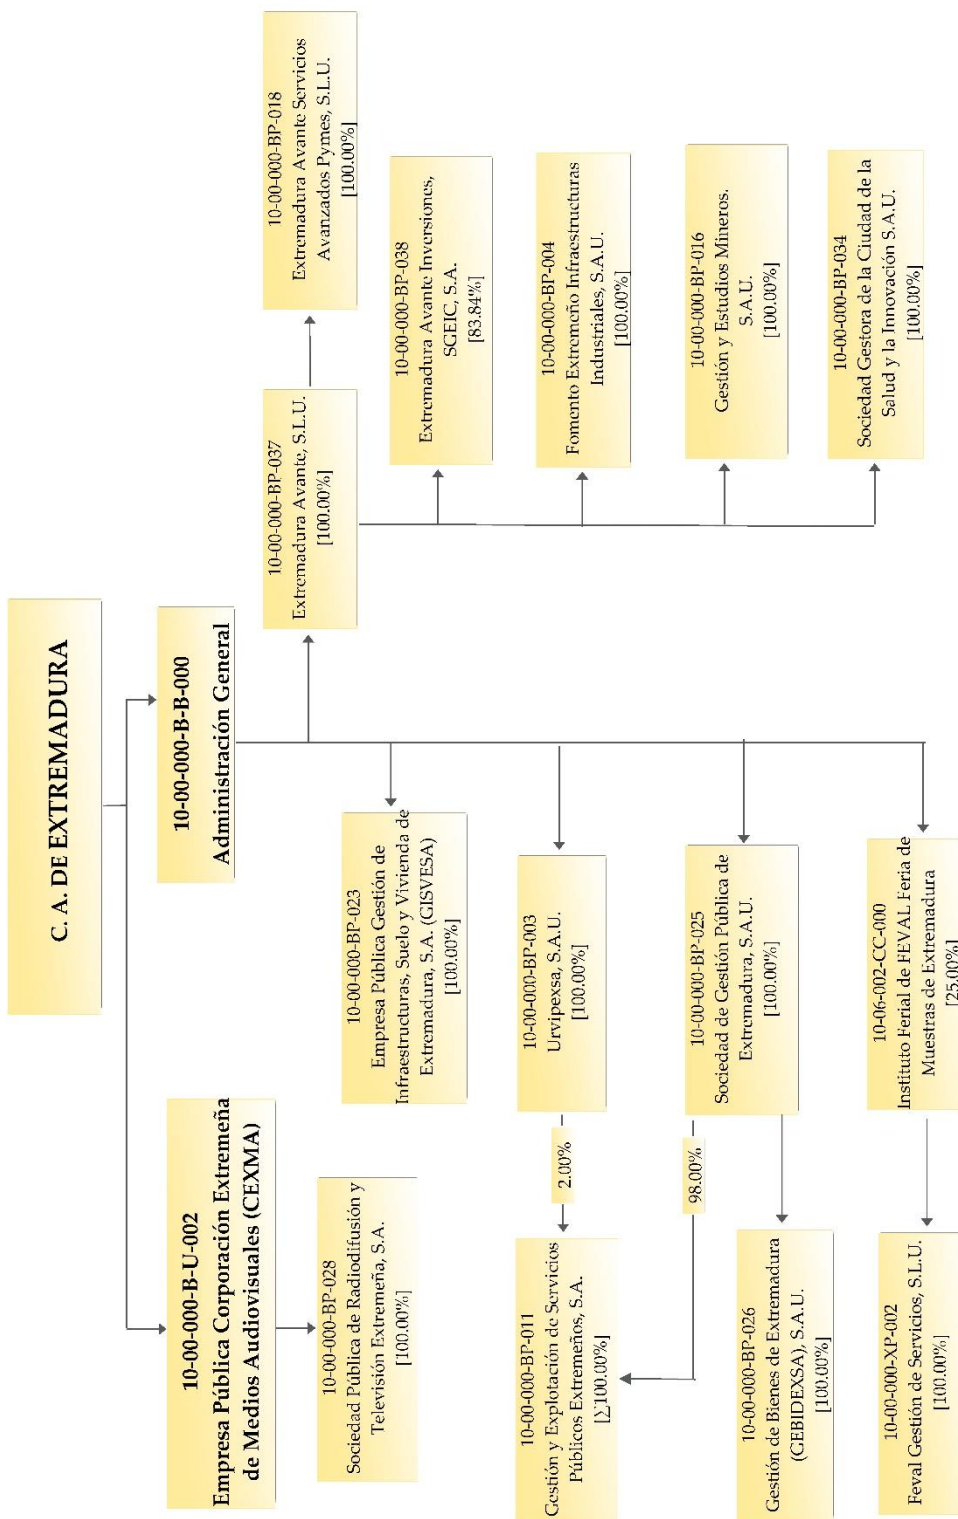 C. A. DE EXTREMADURA
10-00-000-B-U-002
Empresa Pública Corporación Extremeña
de Medios Audiovisuales (CEXMA)
10-00-000-B-B-000
Administración General
10-00-000-BP-028
Sociedad Pública de Radiodifusión y
Televisión Extremeña, S.A.
[100.00%]
10-00-000-BP-023
Empresa Pública Gestión de
Infraestructuras, Suelo y Vivienda de
Extremadura, S.A. (GISVESA)
[100.00%]
10-00-000-BP-037
Extremadura Avante, S.L.U.
[100.00%]
10-00-000-BP-018
Extremadura Avante Servicios
Avanzados Pymes, S.L.U.
[100.00%]
10-00-000-BP-038
Extremadura Avante Inversiones,
SGEIC, S.A.
[83.84%]
10-00-000-BP-011
Gestión y Explotación de Servicios
Públicos Extremeños, S.A.
[∑100.00%]
2.00%
10-00-000-BP-003
Urvipexsa, S.A.U.
[100.00%]
10-00-000-BP-004
Fomento Extremeño Infraestructuras
Industriales, S.A.U.
[100.00%]
98.00%
10-00-000-BP-025
Sociedad de Gestión Pública de
Extremadura, S.A.U.
[100.00%]
10-00-000-BP-016
Gestión y Estudios Mineros.
S.A.U.
[100.00%]
10-00-000-BP-026
Gestión de Bienes de Extremadura
(GEBIDEXSA), S.A.U.
[100.00%]
10-00-000-BP-034
Sociedad Gestora de la Ciudad de la
Salud y la Innovación S.A.U.
[100.00%]
10-00-000-XP-002
Feval Gestión de Servicios, S.L.U.
[100.00%]
10-06-002-CC-000
Instituto Ferial de FEVAL Feria de
Muestras de Extremadura
[25.00%]